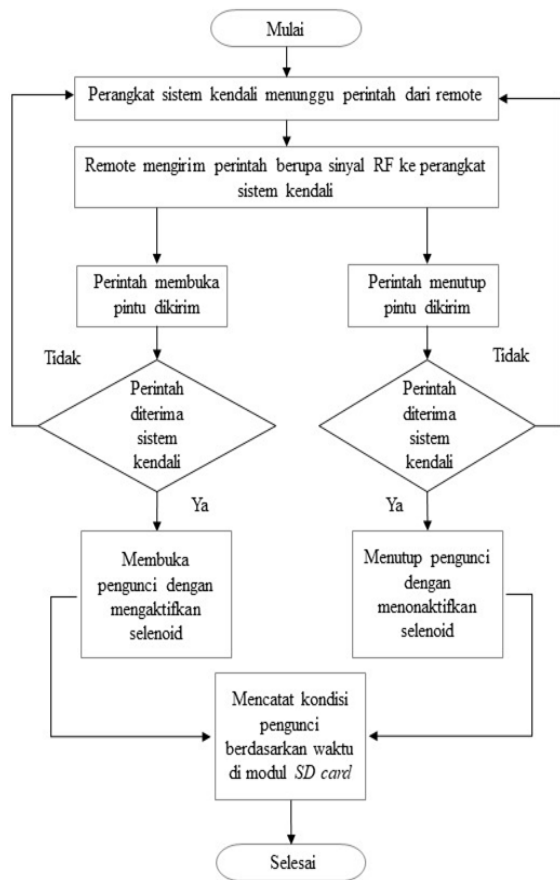 Mulai
Perangkat sistem kendali menunggu perintah dari remote
Remote mengirim perintah berupa sinyal RF ke perangkat
sistem kendali
Perintah membuka
pintu dikirim
Perintah menutup
pintu dikirim
Tidak
Tidak
Perintah
diterima
sistem
kendali
Perintah
diterima
sistem
kendali
Ya
Ya
Membuka
pengunci dengan
mengaktifkan
selenoid
Menutup pengunci
dengan
menonaktifkan
selenoid
Mencatat kondisi
pengunci
berdasarkan waktu
di modul SD card
Selesai